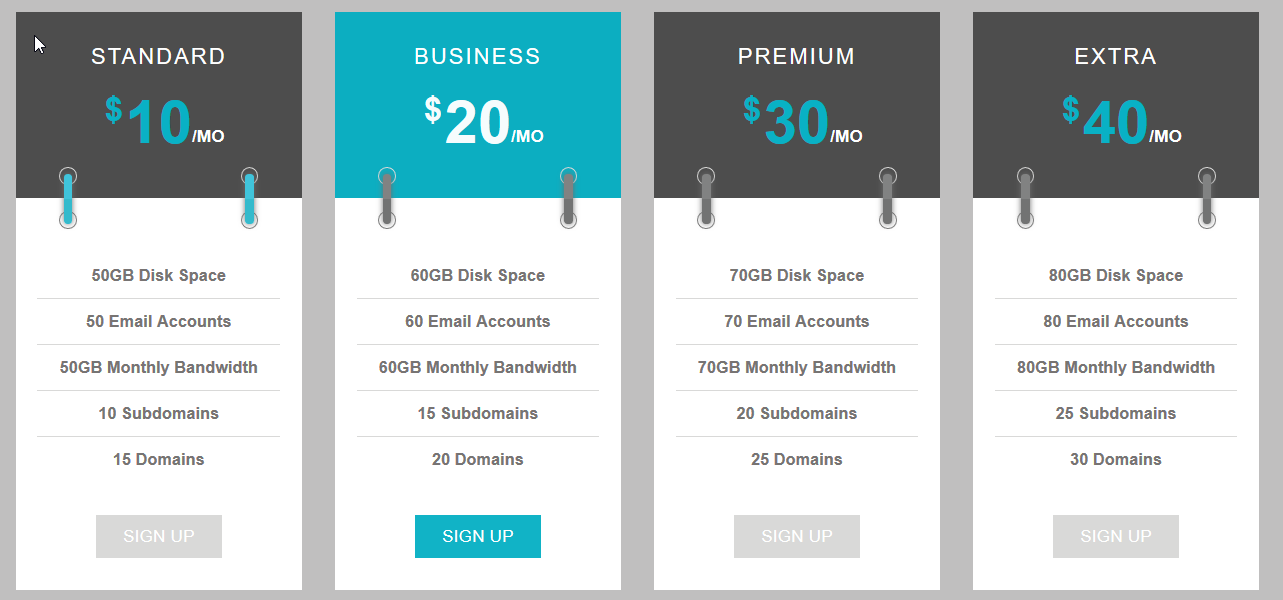 STANDARD
$10/MO
50GB Disk Space
50 Email Accounts
50GB Monthly Bandwidth
10 Subdomains
15 Domains
SIGN UP
BUSINESS
$20/MO
60GB Disk Space
60 Email Accounts
60GB Monthly Bandwidth
15 Subdomains
20 Domains
SIGN UP
PREMIUM
$30/MO
70GB Disk Space
70 Email Accounts
70GB Monthly Bandwidth
20 Subdomains
25 Domains
SIGN UP
EXTRA
$40/MO
80GB Disk Space
80 Email Accounts
80GB Monthly Bandwidth
25 Subdomains
30 Domains
SIGN UP